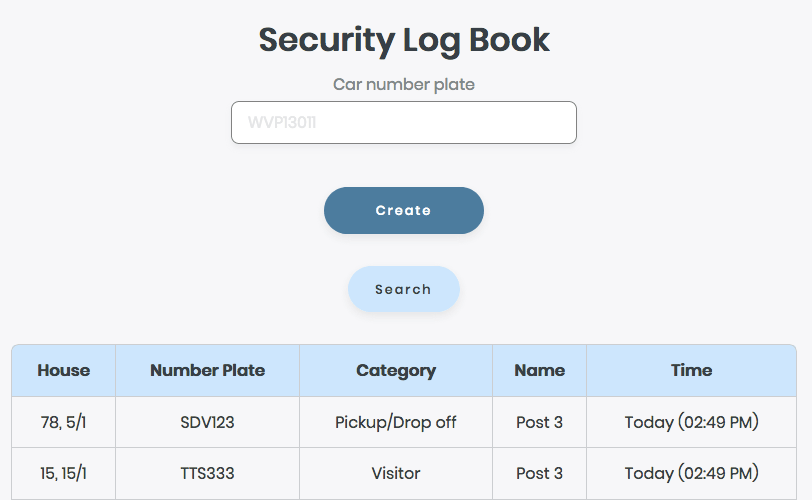 Security Log Book
Car number plate
WVP13011
Create
Search
House Number Plate Category Name Time
78, 5/1 SDV123 Pickup/Drop off Post 3 Today (02:49 PM)
15, 15/1 TTS333 Visitor Post 3 Today (02:49 PM)